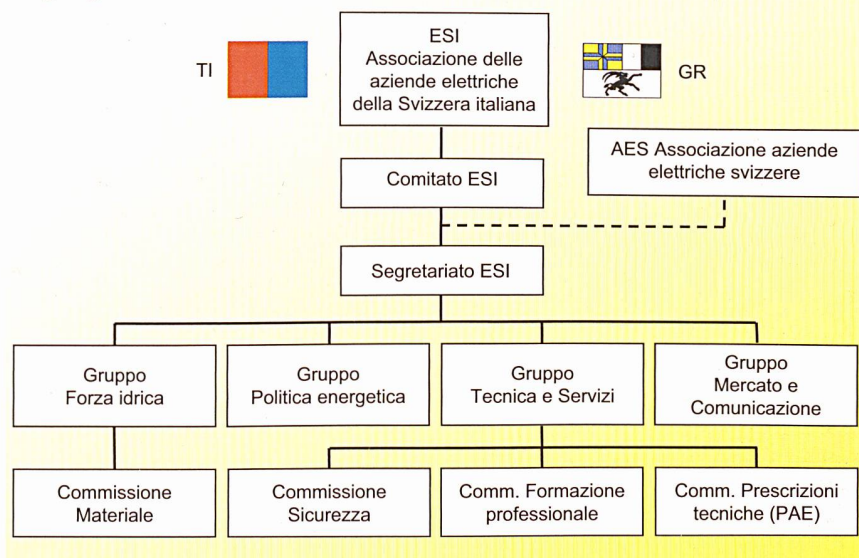 ESI
Associazione delle
aziende elettriche
della Svizzera italiana
TI
GR
AES Associazione aziende
elettriche svizzere
Comitato ESI
Segretariato ESI
Gruppo
Forza idrica
Gruppo
Politica energetica
Gruppo
Tecnica e Servizi
Gruppo
Mercato e
Comunicazione
Commissione
Materiale
Commissione
Sicurezza
Comm. Formazione
professionale
Comm. Prescrizioni
tecniche (PAE)